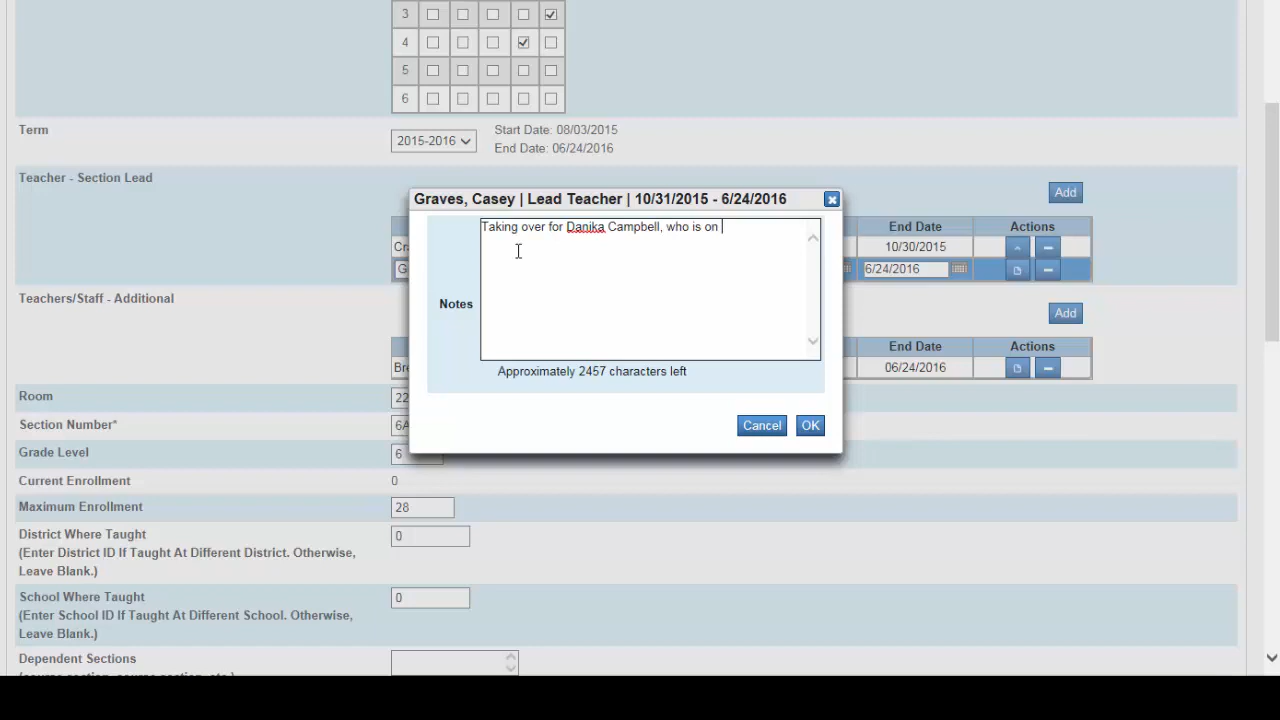 3
4
5
6
Term
2015-2016
Start Date: 08/03/2015
End Date: 06/24/2016
Teacher - Section Lead
Add
Graves, Casey | Lead Teacher | 10/31/2015 - 6/24/2016
Taking over for Danika Campbell, who is on
Notes
Approximately 2457 characters left
Cancel
OK
End Date
Actions
10/30/2015
6/24/2016
Teachers/Staff - Additional
Add
End Date
Actions
06/24/2016
Room
22
Section Number*
6A
Grade Level
6
Current Enrollment
0
Maximum Enrollment
28
District Where Taught
(Enter District ID If Taught At Different District. Otherwise,
Leave Blank.)
0
School Where Taught
(Enter School ID If Taught At Different School. Otherwise,
Leave Blank.)
0
Dependent Sections